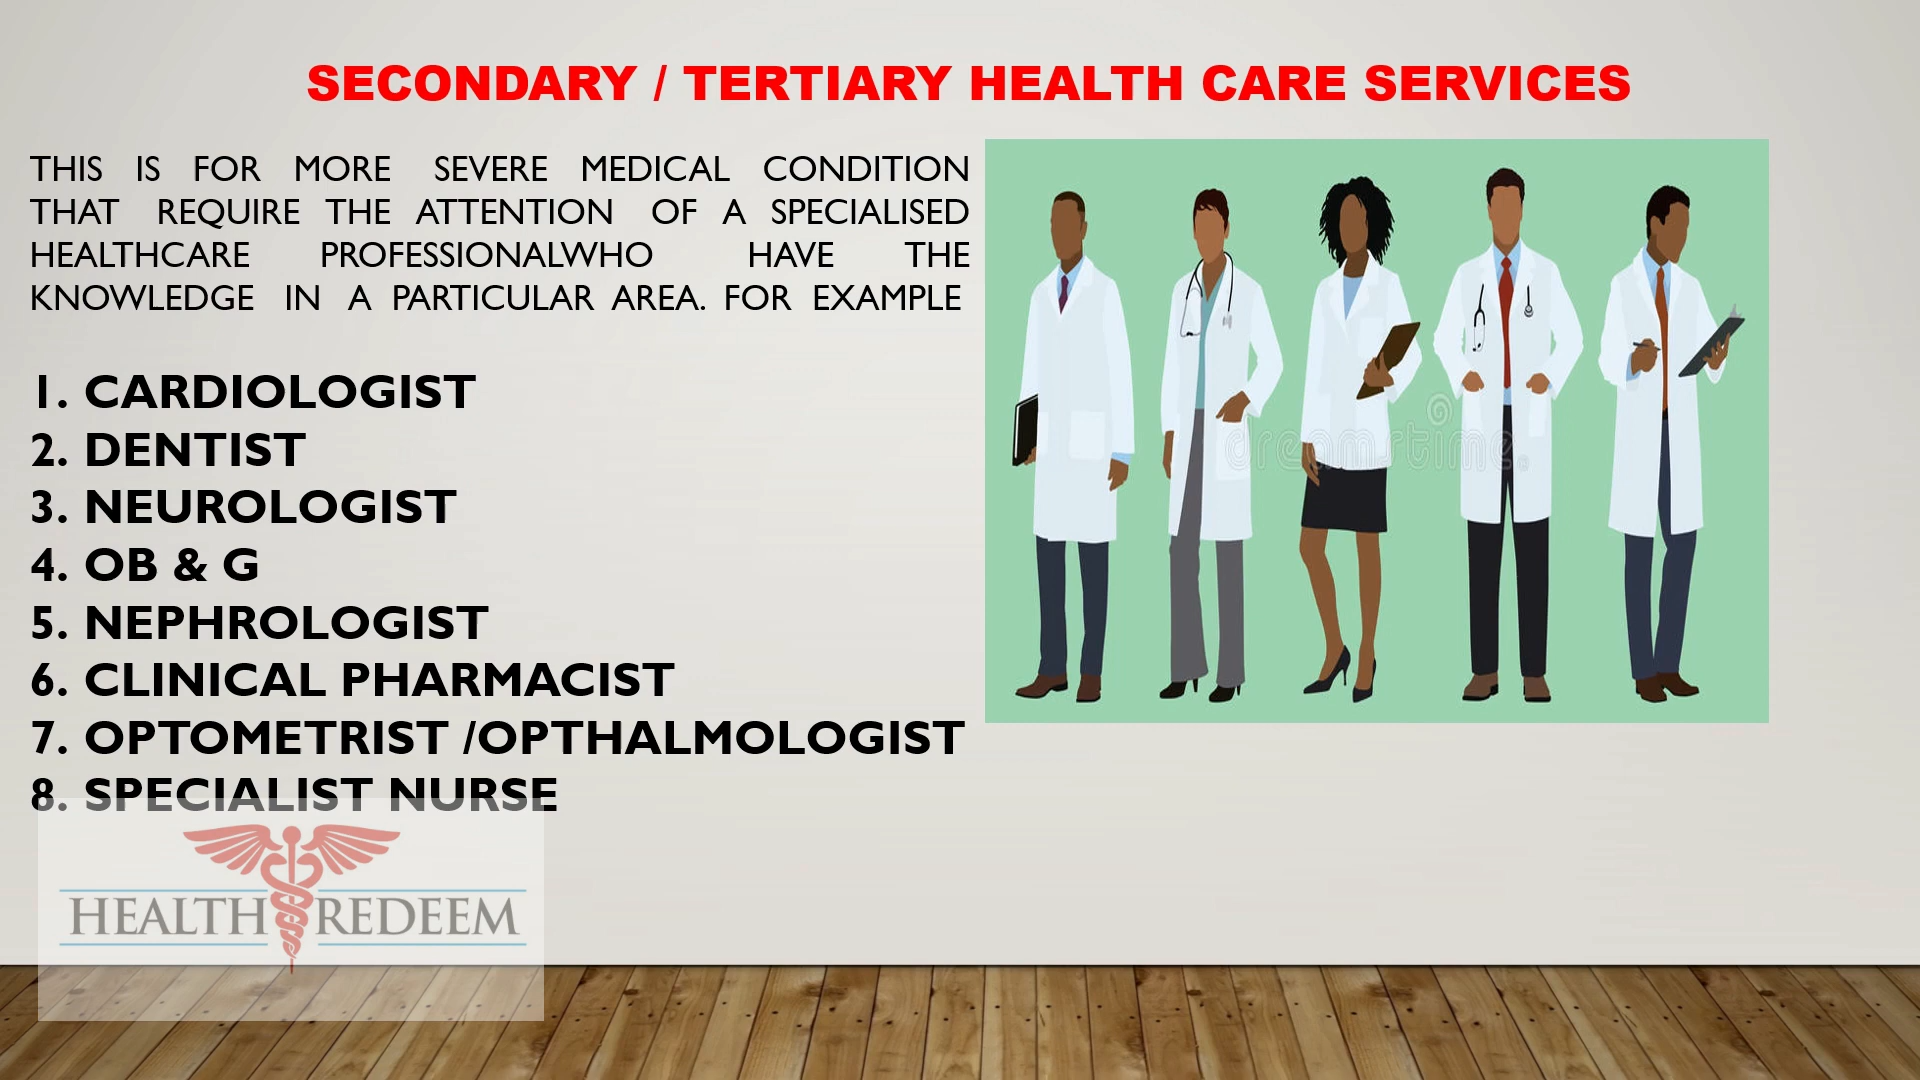 SECONDARY / TERTIARY HEALTH CARE SERVICES
THIS IS FOR MORE SEVERE MEDICAL CONDITION
THAT REQUIRE THE ATTENTION OF A SPECIALISED
HEALTHCARE PROFESSIONALWHO HAVE THE
KNOWLEDGE IN A PARTICULAR AREA. FOR EXAMPLE
1. CARDIOLOGIST
2. DENTIST
3. NEUROLOGIST
4. OB & G
5. NEPHROLOGIST
6. CLINICAL PHARMACIST
7. OPTOMETRIST /OPTHALMOLOGIST
8. SPECIALIST NURSE
dreamstime
HEALTH REDEEM